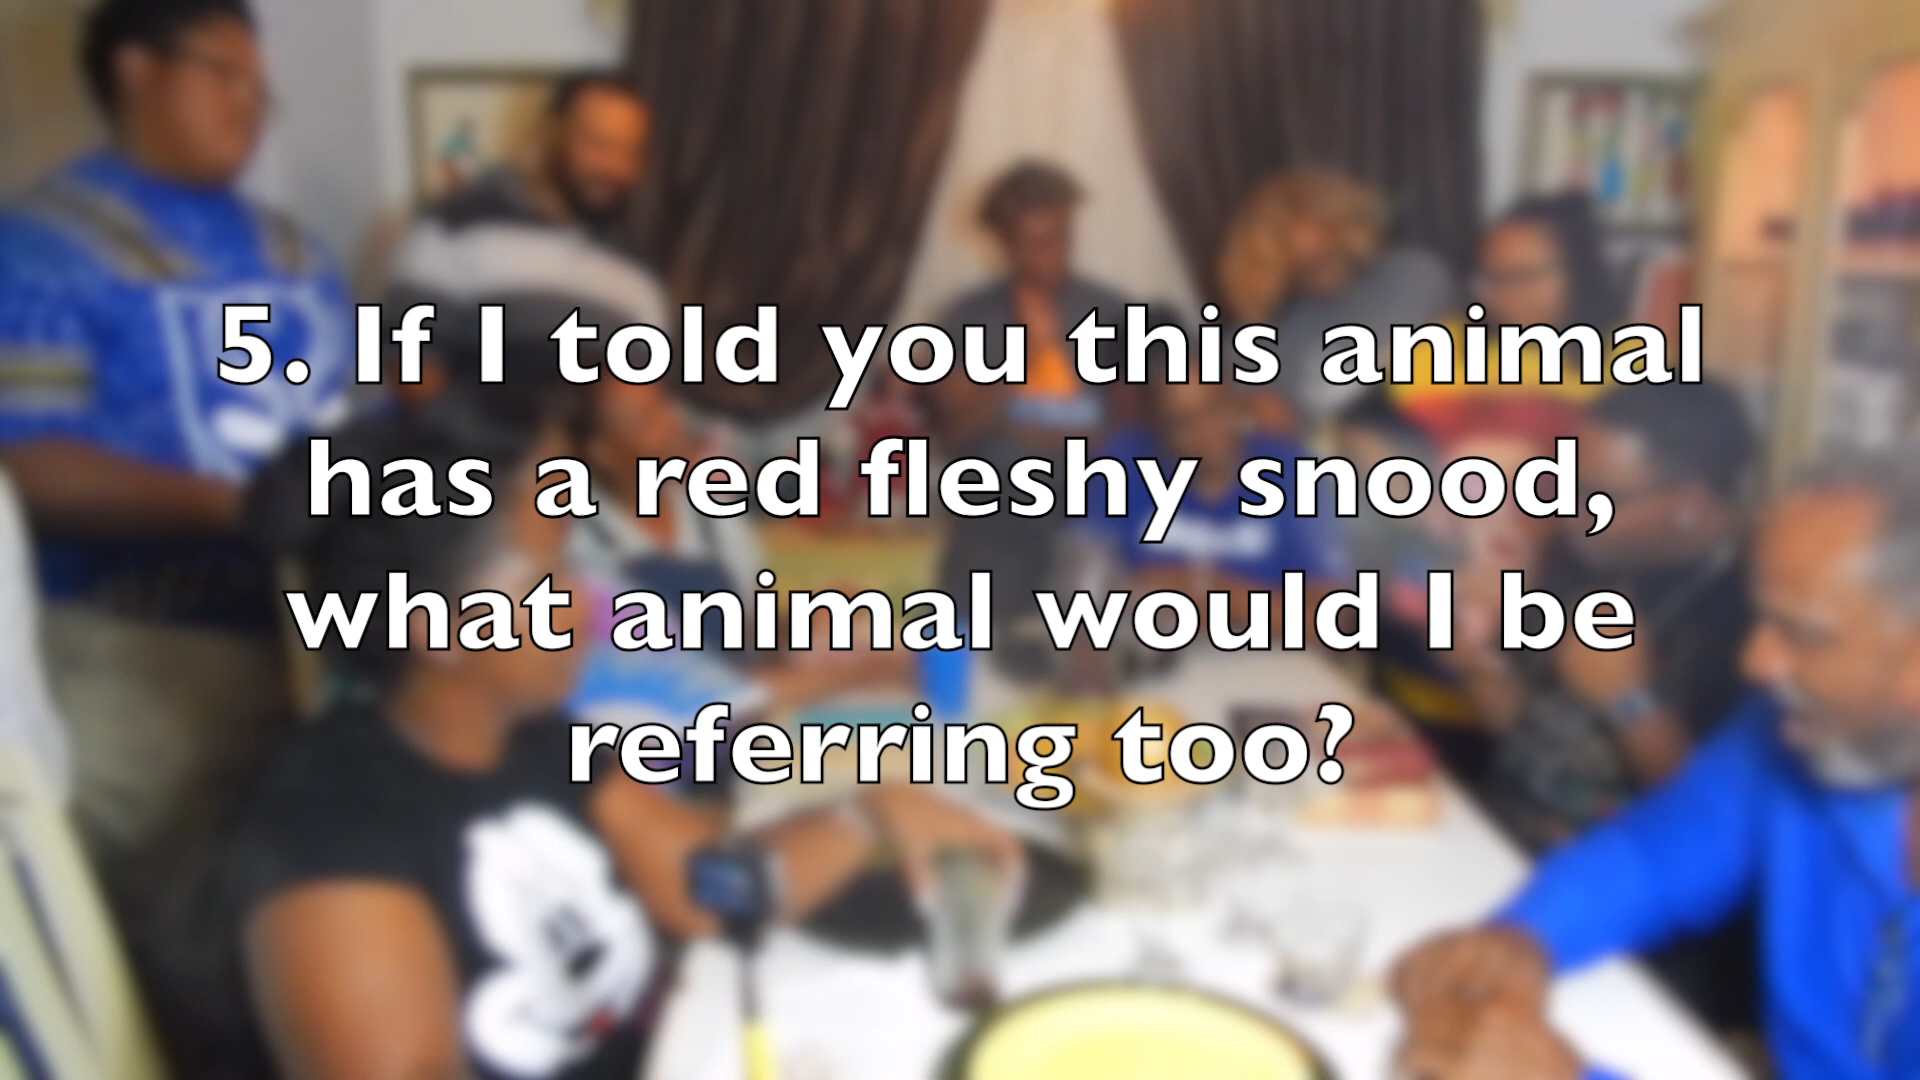 5. If I told you this animal
has a red fleshy snood,
what animal would I be
referring too?